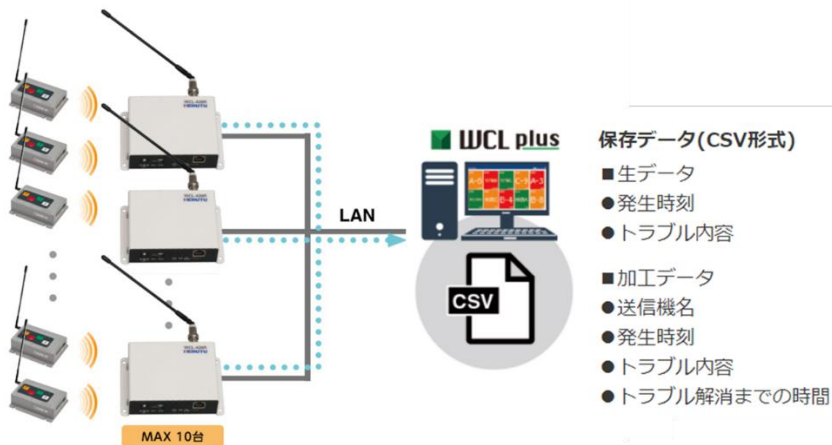 WCL plus
保存データ(CSV形式)
■生データ
●発生時刻
●トラブル内容
LAN
■加工データ
●送信機名
●発生時刻
●トラブル内容
●トラブル解消までの時間
CSV
MAX 10台